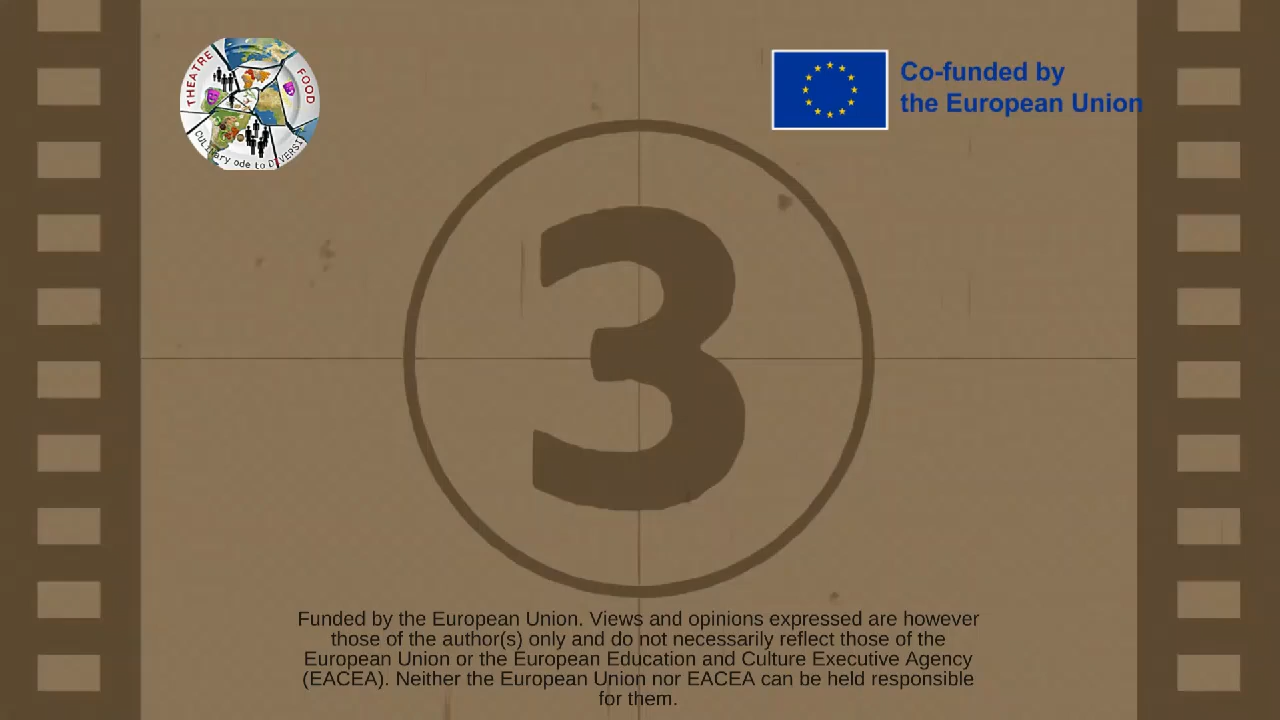 THEATRE
FOOD
CULINARY ode to DIVERSITY
Co-funded by
the European Union
3
Funded by the European Union. Views and opinions expressed are however
those of the author(s) only and do not necessarily reflect those of the
European Union or the European Education and Culture Executive Agency
(EACEA). Neither the European Union nor EACEA can be held responsible
for them.